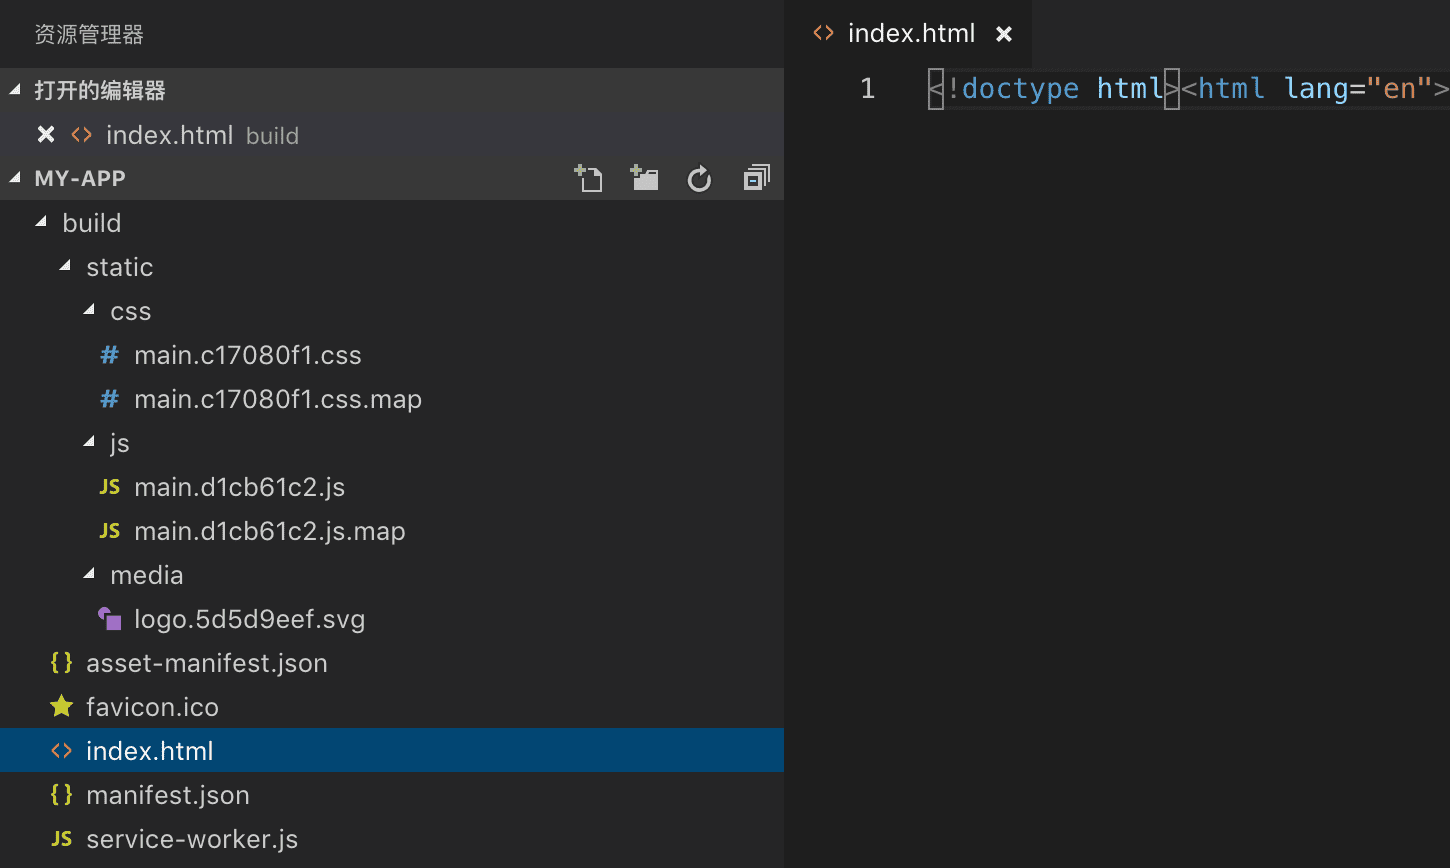 资源管理器
打开的编辑器
index.html build
MY-APP
build
static
css
main.c17080f1.css
main.c17080f1.css.map
js
JS main.d1cb61c2.js
JS main.d1cb61c2.js.map
media
logo.5d5d9eef.svg
{} asset-manifest.json
favicon.ico
<> index.html
{} manifest.json
JS service-worker.js
<> index.html
1 <!doctype html><html lang="en">